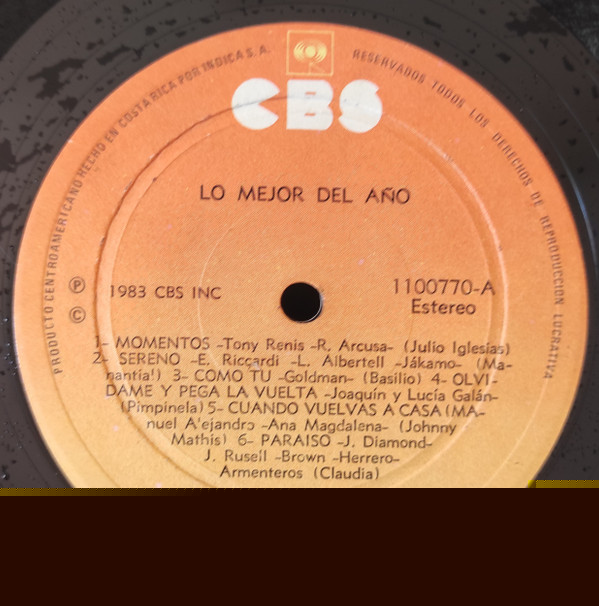 PRODUCTO CENTROAMERICANO HECHO EN COSTA RICA POR INDICA S.A.
RESERVADOS TODOS LOS DERECHOS DE REPRODUCCION LUCRATIVA
CBS
LO MEJOR DEL AÑO
Ⓟ
© 1983 CBS INC
1100770-A
Estereo
1- MOMENTOS -Tony Renis -R. Arcusa- (Julio Iglesias)
2- SERENO -E. Riccardi -L. Albertell -Jákamo- (Ma-
nantial) 3- COMO TU -Goldman- (Basilio) 4- OLVI-
DAME Y PEGA LA VUELTA -Joaquín y Lucía Galán-
(Pimpinela) 5- CUANDO VUELVAS A CASA (MA-
nuel Alejandro -Ana Magdalena- (Johnny
Mathis) 6- PARAISO -J. Diamond-
J. Rusell -Brown -Herrero-
Armenteros (Claudia)